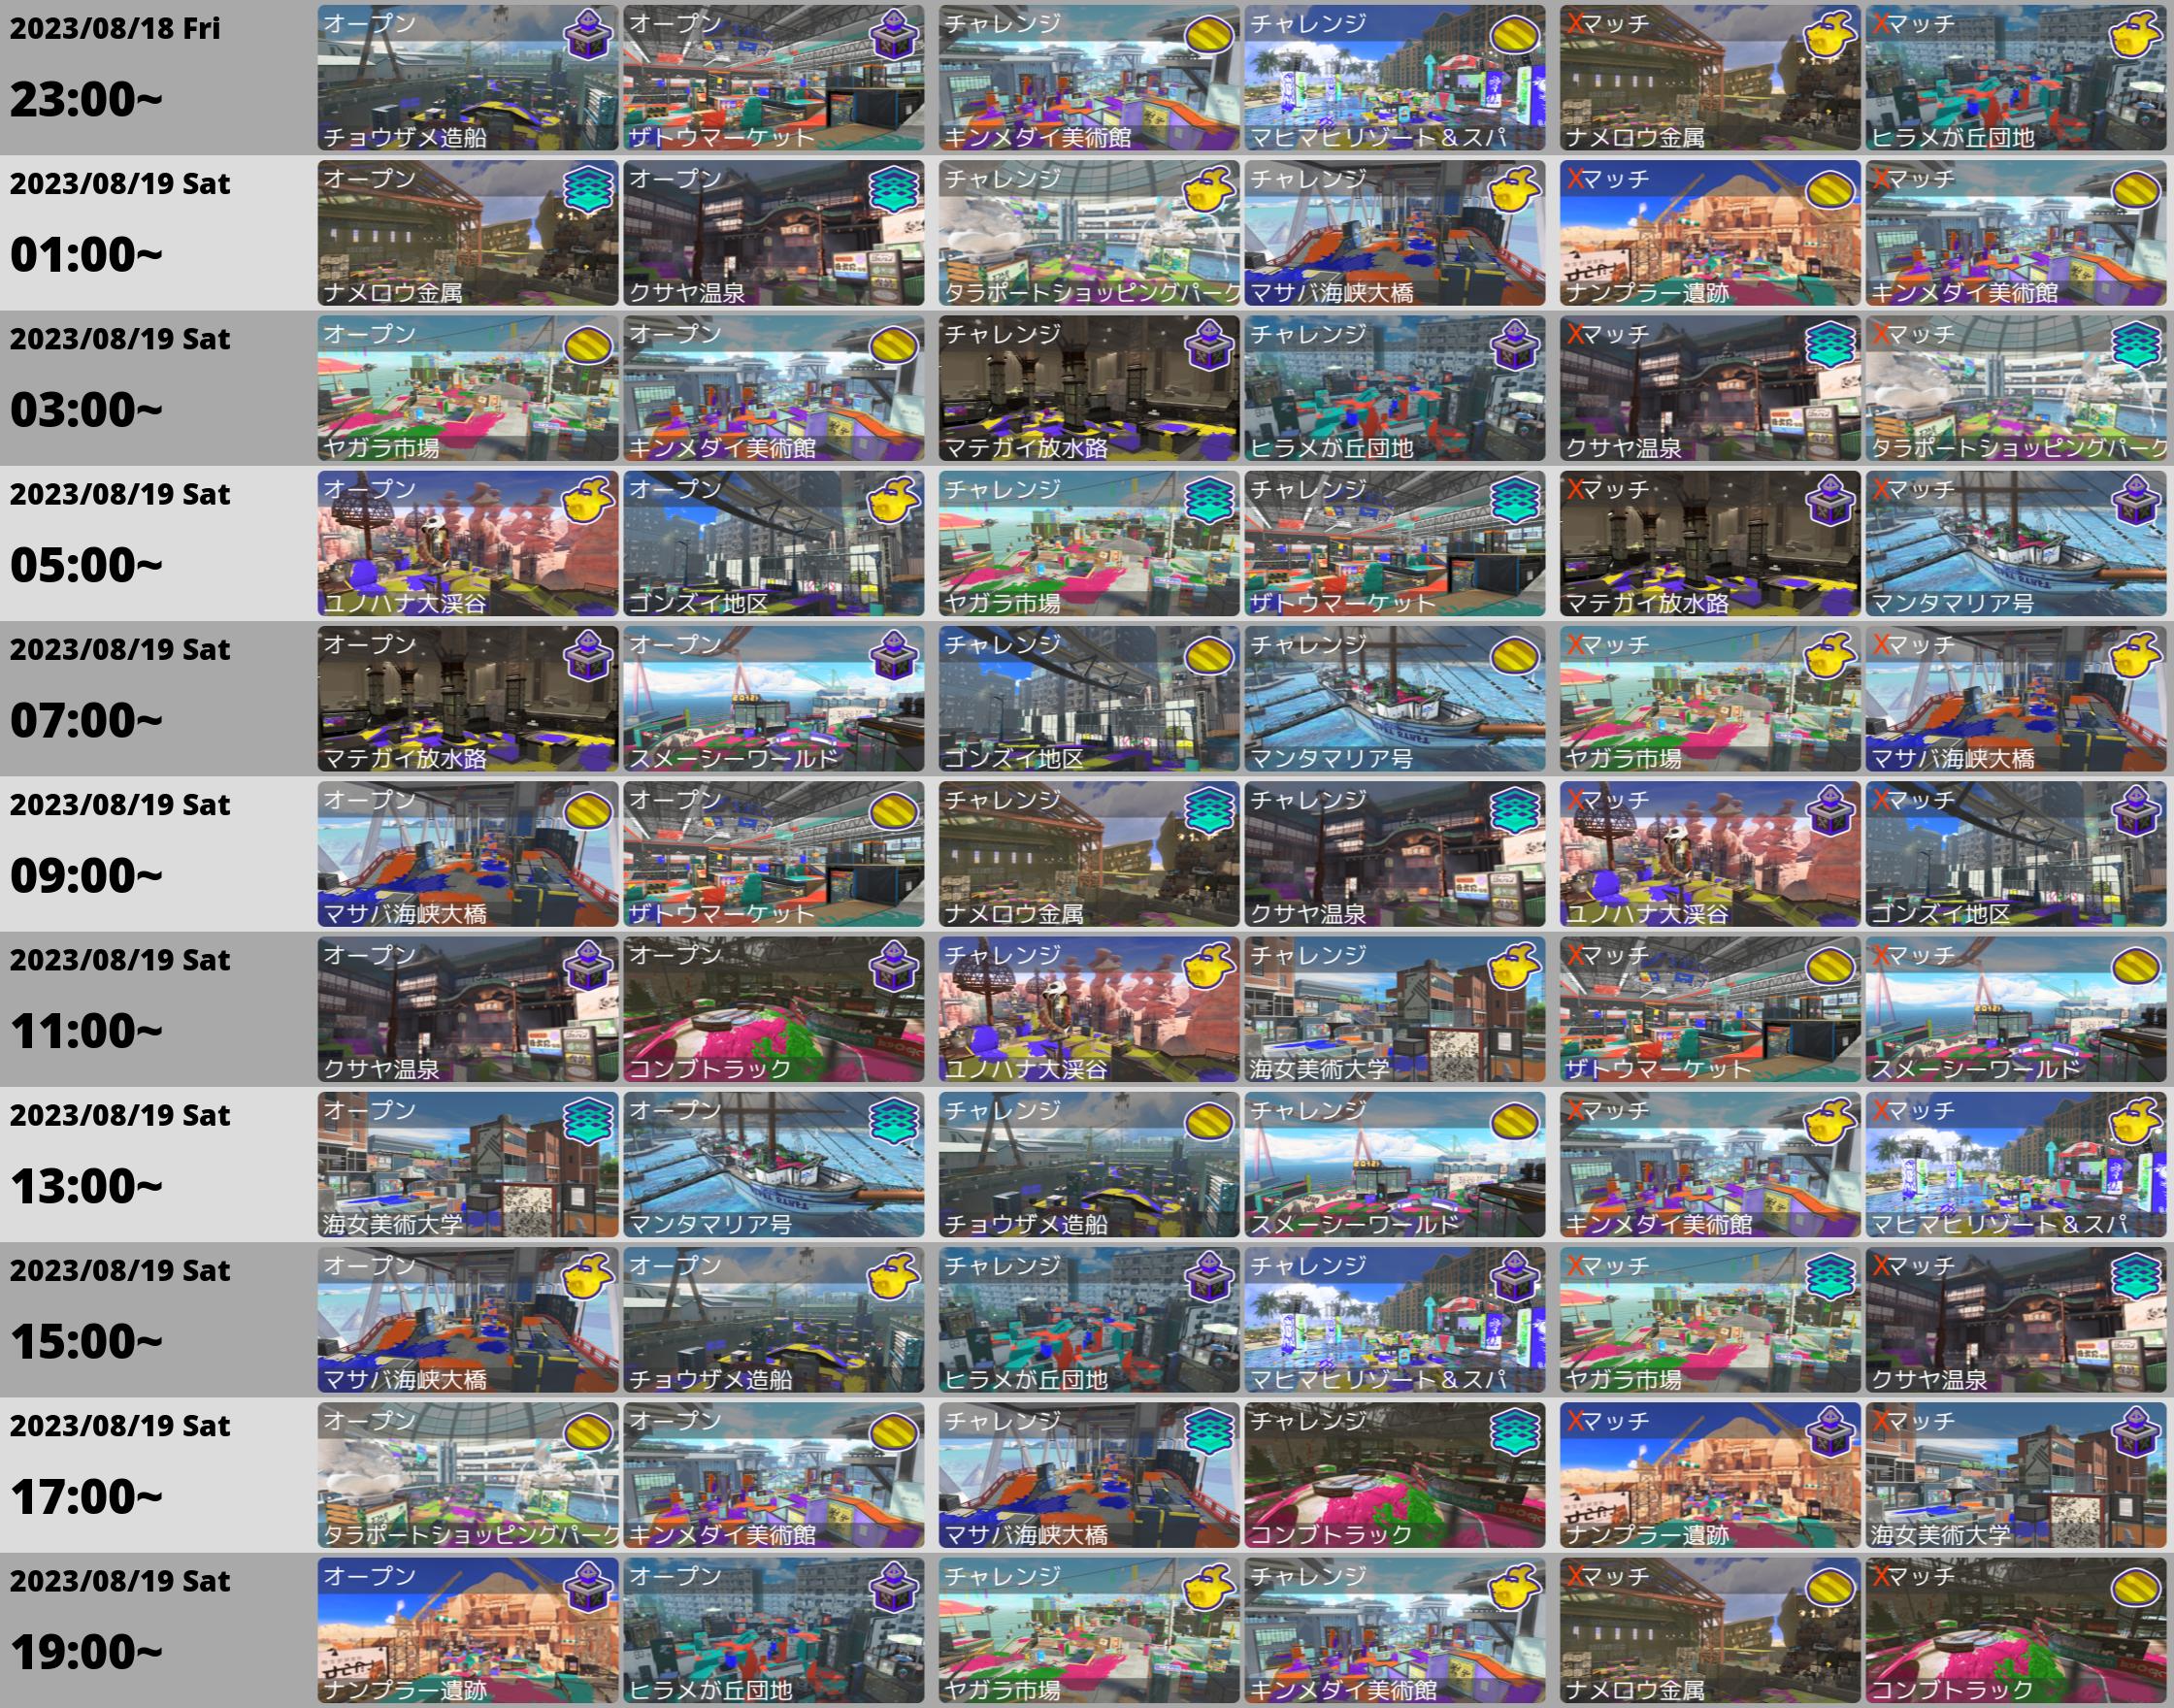 2023/08/18 Fri
23:00~
オープン オープン チャレンジ チャレンジ Xマッチ Xマッチ
チョウザメ造船 ザトウマーケット キンメダイ美術館 マヒマヒリゾート＆スパ ナメロウ金属 ヒラメが丘団地
2023/08/19 Sat
01:00~
オープン オープン チャレンジ チャレンジ Xマッチ Xマッチ
ナメロウ金属 クサヤ温泉 タラポートショッピングパーク マサバ海峡大橋 ナンプラー遺跡 キンメダイ美術館
2023/08/19 Sat
03:00~
オープン オープン チャレンジ チャレンジ Xマッチ Xマッチ
ヤガラ市場 キンメダイ美術館 マテガイ放水路 ヒラメが丘団地 クサヤ温泉 タラポートショッピングパーク
2023/08/19 Sat
05:00~
オープン オープン チャレンジ チャレンジ Xマッチ Xマッチ
ユノハナ大渓谷 ゴンズイ地区 ヤガラ市場 ザトウマーケット マテガイ放水路 マンタマリア号
2023/08/19 Sat
07:00~
オープン オープン チャレンジ チャレンジ Xマッチ Xマッチ
マテガイ放水路 スメーシーワールド ゴンズイ地区 マンタマリア号 ヤガラ市場 マサバ海峡大橋
2023/08/19 Sat
09:00~
オープン オープン チャレンジ チャレンジ Xマッチ Xマッチ
マサバ海峡大橋 ザトウマーケット ナメロウ金属 クサヤ温泉 ユノハナ大渓谷 ゴンズイ地区
2023/08/19 Sat
11:00~
オープン オープン チャレンジ チャレンジ Xマッチ Xマッチ
クサヤ温泉 コンブトラック ユノハナ大渓谷 海女美術大学 ザトウマーケット スメーシーワールド
2023/08/19 Sat
13:00~
オープン オープン チャレンジ チャレンジ Xマッチ Xマッチ
海女美術大学 マンタマリア号 チョウザメ造船 スメーシーワールド キンメダイ美術館 マヒマヒリゾート＆スパ
2023/08/19 Sat
15:00~
オープン オープン チャレンジ チャレンジ Xマッチ Xマッチ
マサバ海峡大橋 チョウザメ造船 ヒラメが丘団地 マヒマヒリゾート＆スパ ヤガラ市場 クサヤ温泉
2023/08/19 Sat
17:00~
オープン オープン チャレンジ チャレンジ Xマッチ Xマッチ
タラポートショッピングパーク キンメダイ美術館 マサバ海峡大橋 コンブトラック ナンプラー遺跡 海女美術大学
2023/08/19 Sat
19:00~
オープン オープン チャレンジ チャレンジ Xマッチ Xマッチ
ナンプラー遺跡 ヒラメが丘団地 ヤガラ市場 キンメダイ美術館 ナメロウ金属 コンブトラック